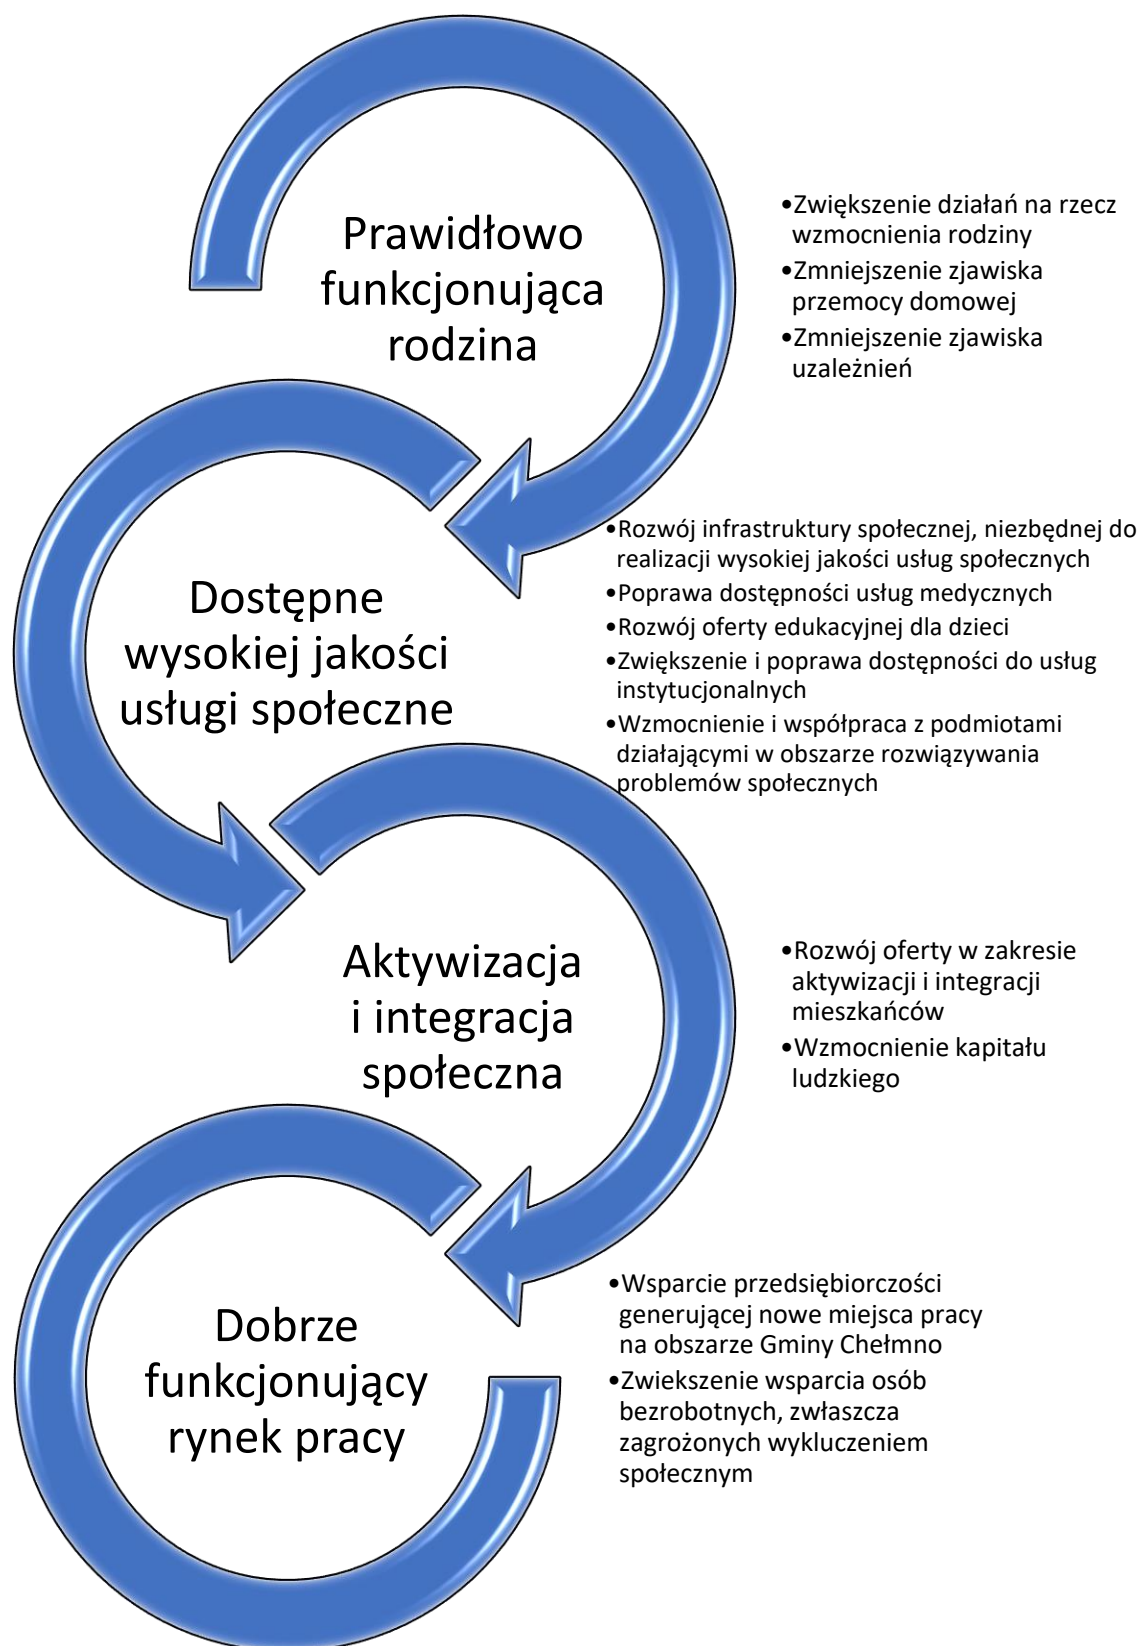 Prawidłowo
funkcjonująca
rodzina
•Zwiększenie działań na rzecz
wzmocnienia rodziny
•Zmniejszenie zjawiska
przemocy domowej
•Zmniejszenie zjawiska
uzależnień
Dostępne
wysokiej jakości
usługi społeczne
•Rozwój infrastruktury społecznej, niezbędnej do
realizacji wysokiej jakości usług społecznych
•Poprawa dostępności usług medycznych
•Rozwój oferty edukacyjnej dla dzieci
•Zwiększenie i poprawa dostępności do usług
instytucjonalnych
•Wzmocnienie i współpraca z podmiotami
działającymi w obszarze rozwiązywania
problemów społecznych
Aktywizacja
i integracja
społeczna
•Rozwój oferty w zakresie
aktywizacji i integracji
mieszkańców
•Wzmocnienie kapitału
ludzkiego
Dobrze
funkcjonujący
rynek pracy
•Wsparcie przedsiębiorczości
generującej nowe miejsca pracy
na obszarze Gminy Chełmno
•Zwiekszenie wsparcia osób
bezrobotnych, zwłaszcza
zagrożonych wykluczeniem
społecznym